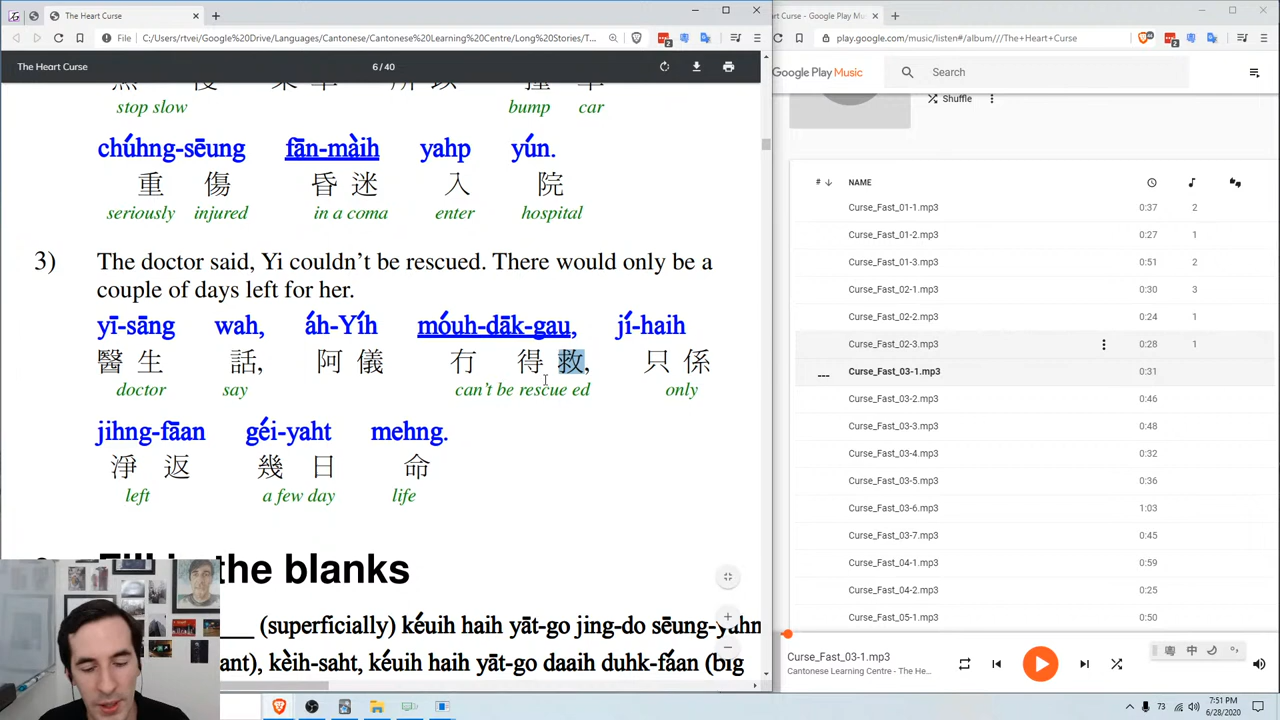 The Heart Curse
File | C:/Users/rtvei/Google%20Drive/Languages/Cantonese/Cantonese%20Learning%20Centre/Long%20Stories/T...
The Heart Curse
6 / 40
stop slow
bump car
chúhng-sēung fān-màih yahp yún.
重 傷 昏 迷 入 院
seriously injured in a coma enter hospital
3) The doctor said, Yi couldn't be rescued. There would only be a
couple of days left for her.
yī-sāng wah, áh-Yíh móuh-dāk-gau, jí-haih
醫 生 話, 阿 儀 冇 得 救, 只 係
doctor say can't be rescue ed only
jihng-fāan géi-yaht mehng.
淨 返 幾 日 命
left a few day life
the blanks
(superficially) kéuih haih yāt-go jing-do sēung-yahn
ant), kèih-saht, kéuih haih yāt-go daaih duhk-fáan (big
rt Curse - Google Play Music
play.google.com/music/listen#/album///The+Heart+Curse
Google Play Music
Search
Shuffle
# NAME
Curse_Fast_01-1.mp3 0:37 2
Curse_Fast_01-2.mp3 0:27 1
Curse_Fast_01-3.mp3 0:51 2
Curse_Fast_02-1.mp3 0:30 3
Curse_Fast_02-2.mp3 0:24 1
Curse_Fast_02-3.mp3 0:28 1
Curse_Fast_03-1.mp3 0:31
Curse_Fast_03-2.mp3 0:46
Curse_Fast_03-3.mp3 0:48
Curse_Fast_03-4.mp3 0:32
Curse_Fast_03-5.mp3 0:36
Curse_Fast_03-6.mp3 1:03
Curse_Fast_03-7.mp3 0:45
Curse_Fast_04-1.mp3 0:59
Curse_Fast_04-2.mp3 0:25
Curse_Fast_05-1.mp3 0:50
Curse_Fast_03-1.mp3
Cantonese Learning Centre - The He...
粵 中
73
7:51 PM
6/28/2020